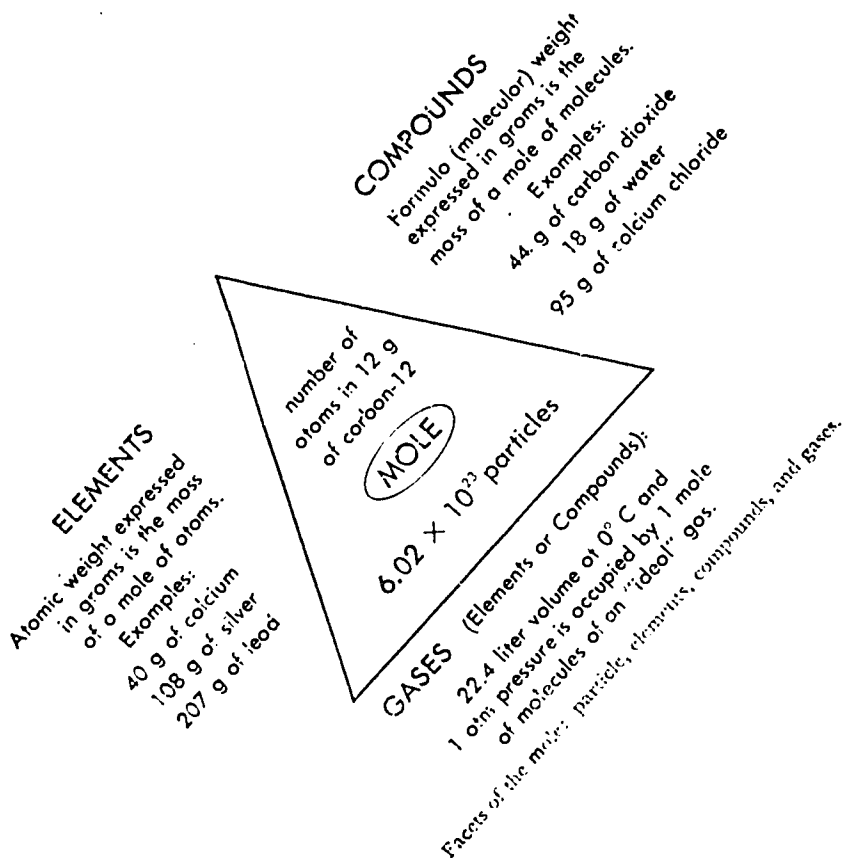 COMPOUNDS
Formula (molecular) weight
expressed in grams is the
mass of a mole of molecules.
Examples:
44. g of carbon dioxide
18 g of water
95 g of calcium chloride
number of
atoms in 12 g
of carbon-12
MOLE
6.02 × 10²³ particles
ELEMENTS
Atomic weight expressed
in grams is the mass
of a mole of atoms.
Examples:
40 g of calcium
108 g of silver
207 g of lead
GASES (Elements or Compounds):
22.4 liter volume at 0° C and
1 atm pressure is occupied by 1 mole
of molecules of an "ideal" gas.
Facets of the mole: particle, elements, compounds, and gases.